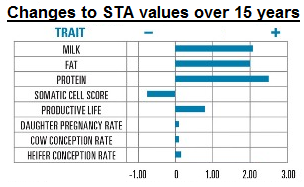 Changes to STA values over 15 years
TRAIT − +
MILK
FAT
PROTEIN
SOMATIC CELL SCORE
PRODUCTIVE LIFE
DAUGHTER PREGNANCY RATE
COW CONCEPTION RATE
HEIFER CONCEPTION RATE
-1.00 0 1.00 2.00 3.00